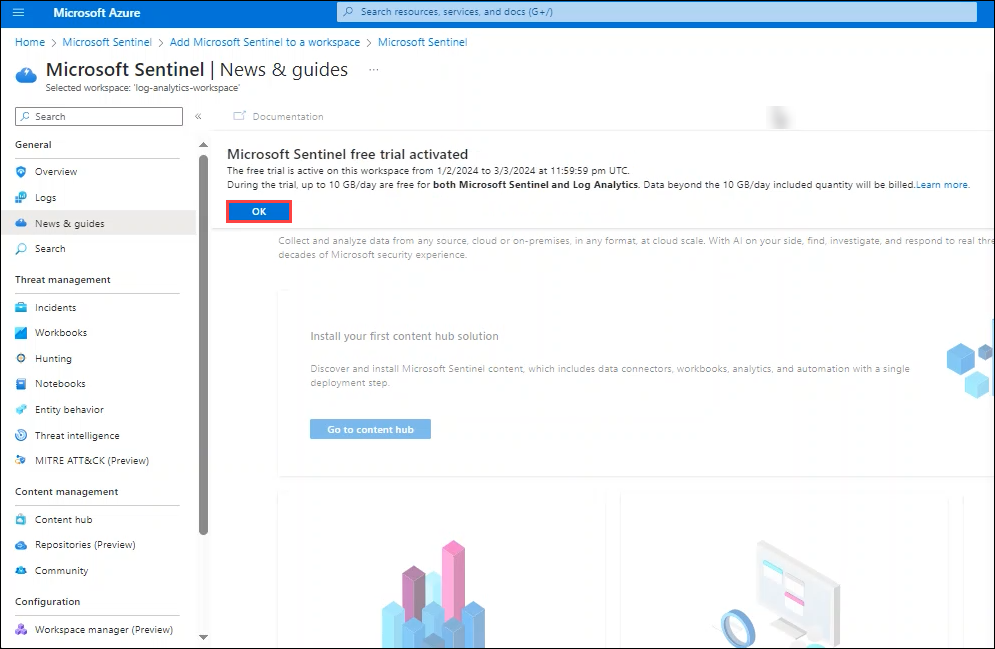 Microsoft Azure
Search resources, services, and docs (G+/)
Home > Microsoft Sentinel > Add Microsoft Sentinel to a workspace > Microsoft Sentinel
Microsoft Sentinel | News & guides ...
Selected workspace: 'log-analytics-workspace'
Search
«
Documentation
General
Overview
Logs
News & guides
Search
Threat management
Incidents
Workbooks
Hunting
Notebooks
Entity behavior
Threat intelligence
MITRE ATT&CK (Preview)
Content management
Content hub
Repositories (Preview)
Community
Configuration
Workspace manager (Preview)
Microsoft Sentinel free trial activated
The free trial is active on this workspace from 1/2/2024 to 3/3/2024 at 11:59:59 pm UTC.
During the trial, up to 10 GB/day are free for both Microsoft Sentinel and Log Analytics. Data beyond the 10 GB/day included quantity will be billed.Learn more.
OK
Collect and analyze data from any source, cloud or on-premises, in any format, at cloud scale. With AI on your side, find, investigate, and respond to real thre
decades of Microsoft security experience.
Install your first content hub solution
Discover and install Microsoft Sentinel content, which includes data connectors, workbooks, analytics, and automation with a single
deployment step.
Go to content hub